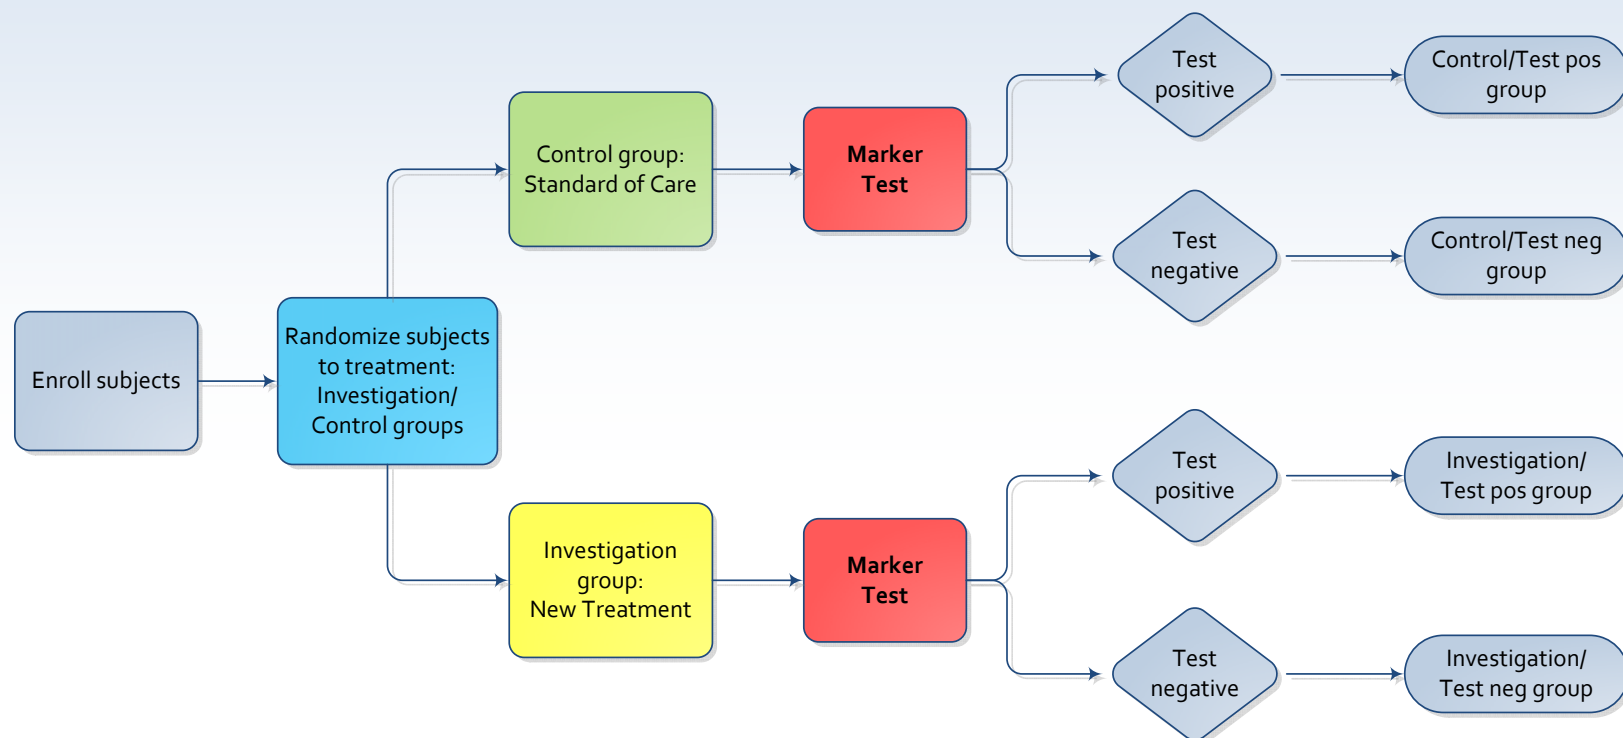 Enroll subjects
Randomize subjects
to treatment:
Investigation/
Control groups
Control group:
Standard of Care
Marker
Test
Test
positive
Control/Test pos
group
Test
negative
Control/Test neg
group
Investigation
group:
New Treatment
Marker
Test
Test
positive
Investigation/
Test pos group
Test
negative
Investigation/
Test neg group